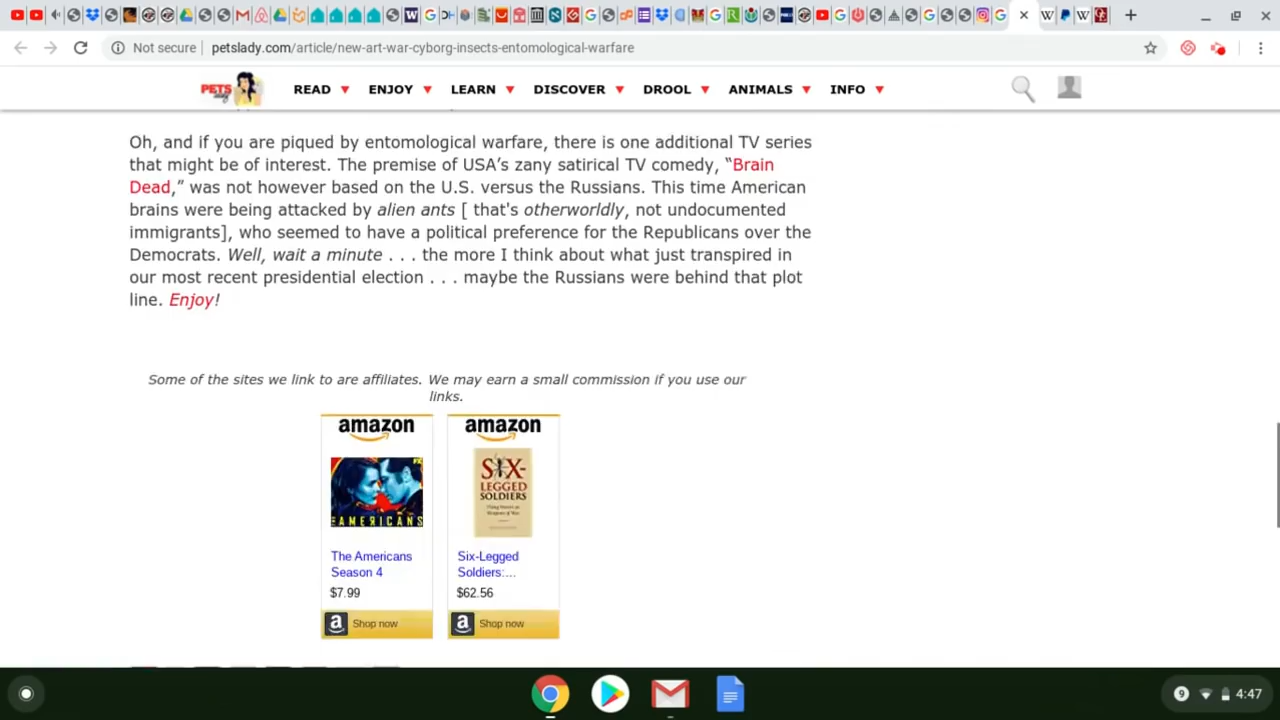 Not secure
petslady.com/article/new-art-war-cyborg-insects-entomological-warfare
PETS lady READ ENJOY LEARN DISCOVER DROOL ANIMALS INFO
Oh, and if you are piqued by entomological warfare, there is one additional TV series
that might be of interest. The premise of USA's zany satirical TV comedy, “Brain
Dead,” was not however based on the U.S. versus the Russians. This time American
brains were being attacked by alien ants [ that's otherworldly, not undocumented
immigrants], who seemed to have a political preference for the Republicans over the
Democrats. Well, wait a minute . . . the more I think about what just transpired in
our most recent presidential election . . . maybe the Russians were behind that plot
line. Enjoy!
Some of the sites we link to are affiliates. We may earn a small commission if you use our
links.
amazon
THE AMERICANS
The Americans
Season 4
$7.99
Shop now
amazon
SIX-
LEGGED
SOLDIERS
Six-Legged
Soldiers:...
$62.56
Shop now
9 4:47